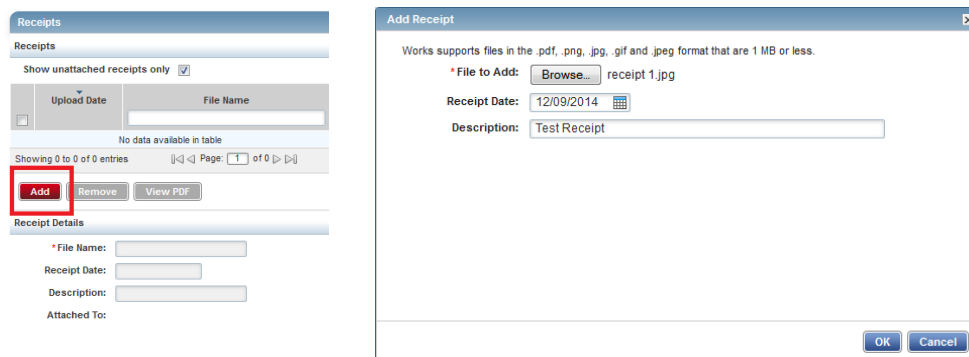 Receipts
Receipts
Show unattached receipts only
Upload Date File Name
No data available in table
Showing 0 to 0 of 0 entries Page: 1 of 0
Add Remove View PDF
Receipt Details
*File Name:
Receipt Date:
Description:
Attached To:
Add Receipt
Works supports files in the .pdf, .png, .jpg, .gif and .jpeg format that are 1 MB or less.
*File to Add: Browse... receipt 1.jpg
Receipt Date: 12/09/2014
Description: Test Receipt
OK Cancel